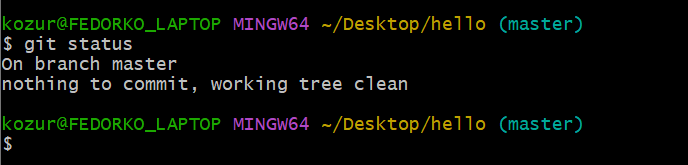 kozur@FEDORKO_LAPTOP MINGW64 ~/Desktop/hello (master)
$ git status
On branch master
nothing to commit, working tree clean
kozur@FEDORKO_LAPTOP MINGW64 ~/Desktop/hello (master)
$